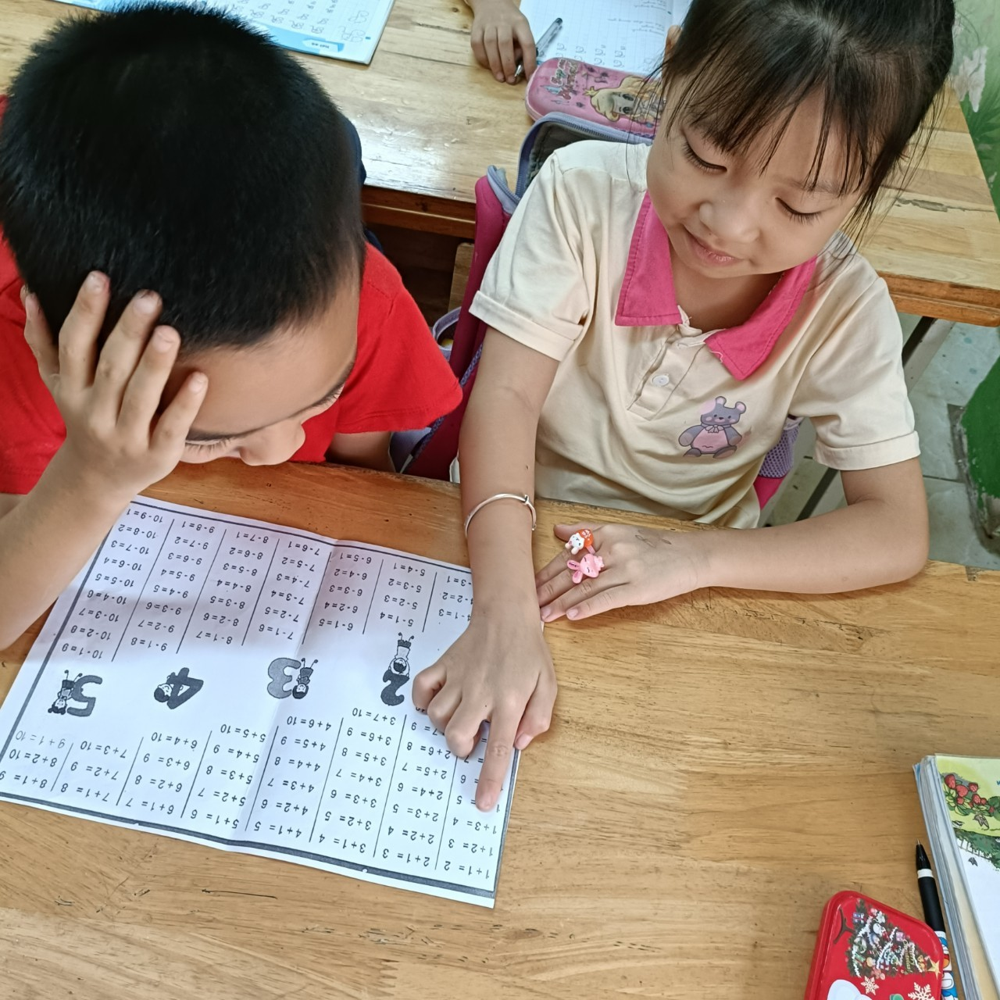 1 + 1 = 2
1 + 2 = 3
1 + 3 = 4
= 5
= 6
2 + 1 = 3
2 + 2 = 4
2 + 3 = 5
2 + 4 = 6
2 + 5 = 7
2 + 6 = 8
3 + 1 = 4
3 + 2 = 5
3 + 3 = 6
3 + 4 = 7
3 + 5 = 8
3 + 6 = 9
3 + 7 = 10
4 + 1 = 5
4 + 2 = 6
4 + 3 = 7
4 + 4 = 8
4 + 5 = 9
4 + 6 = 10
5 + 1 = 6
5 + 2 = 7
5 + 3 = 8
5 + 4 = 9
5 + 5 = 10
6 + 1 = 7
6 + 2 = 8
6 + 3 = 9
6 + 4 = 10
7 + 1 = 8
7 + 2 = 9
7 + 3 = 10
8 + 1 = 9
8 + 2 = 10
9 + 1 = 10
2
3
4
5
4 - 1 = 3
5 - 1 = 4
5 - 2 = 3
5 - 3 = 2
5 - 4 = 1
6 - 1 = 5
6 - 2 = 4
6 - 3 = 3
6 - 4 = 2
6 - 5 = 1
7 - 1 = 6
7 - 2 = 5
7 - 3 = 4
7 - 4 = 3
7 - 5 = 2
7 - 6 = 1
8 - 1 = 7
8 - 2 = 6
8 - 3 = 5
8 - 4 = 4
8 - 5 = 3
8 - 6 = 2
8 - 7 = 1
9 - 1 = 8
9 - 2 = 7
9 - 3 = 6
9 - 4 = 5
9 - 5 = 4
9 - 6 = 3
9 - 7 = 2
9 - 8 = 1
10 - 1 = 9
10 - 2 = 8
10 - 3 = 7
10 - 4 = 6
10 - 5 = 5
10 - 6 = 4
10 - 7 = 3
10 - 8 = 2
10 - 9 = 1